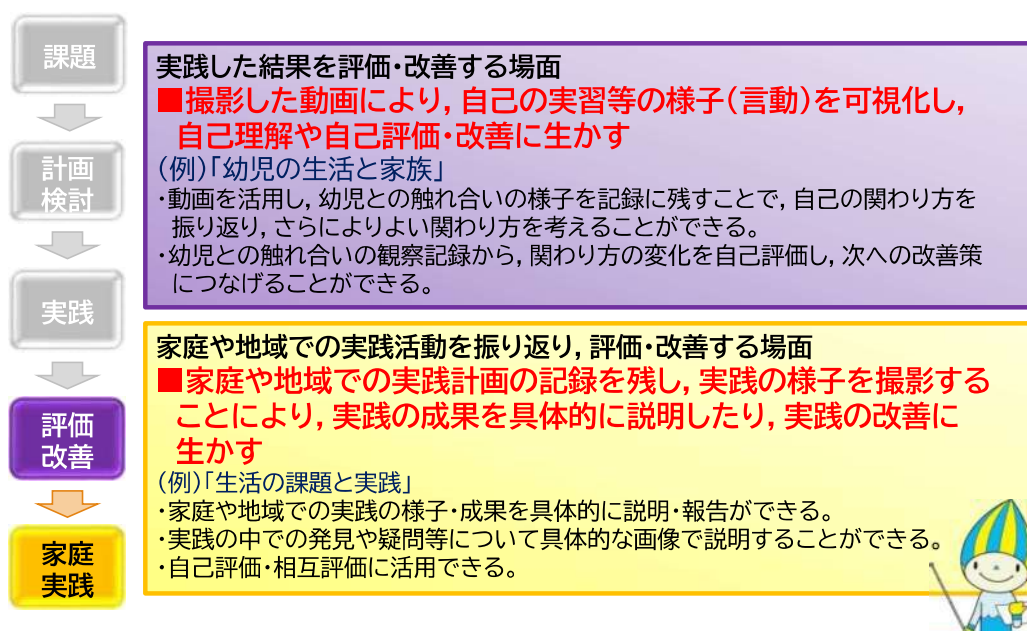 課題
計画
検討
実践
評価
改善
家庭
実践
実践した結果を評価・改善する場面
■撮影した動画により,自己の実習等の様子(言動)を可視化し,
自己理解や自己評価・改善に生かす
(例)「幼児の生活と家族」
・動画を活用し,幼児との触れ合いの様子を記録に残すことで,自己の関わり方を
振り返り,さらによりよい関わり方を考えることができる。
・幼児との触れ合いの観察記録から,関わり方の変化を自己評価し,次への改善策
につなげることができる。
家庭や地域での実践活動を振り返り,評価・改善する場面
■家庭や地域での実践計画の記録を残し,実践の様子を撮影する
ことにより,実践の成果を具体的に説明したり,実践の改善に
生かす
(例)「生活の課題と実践」
・家庭や地域での実践の様子・成果を具体的に説明・報告ができる。
・実践の中での発見や疑問等について具体的な画像で説明することができる。
・自己評価・相互評価に活用できる。